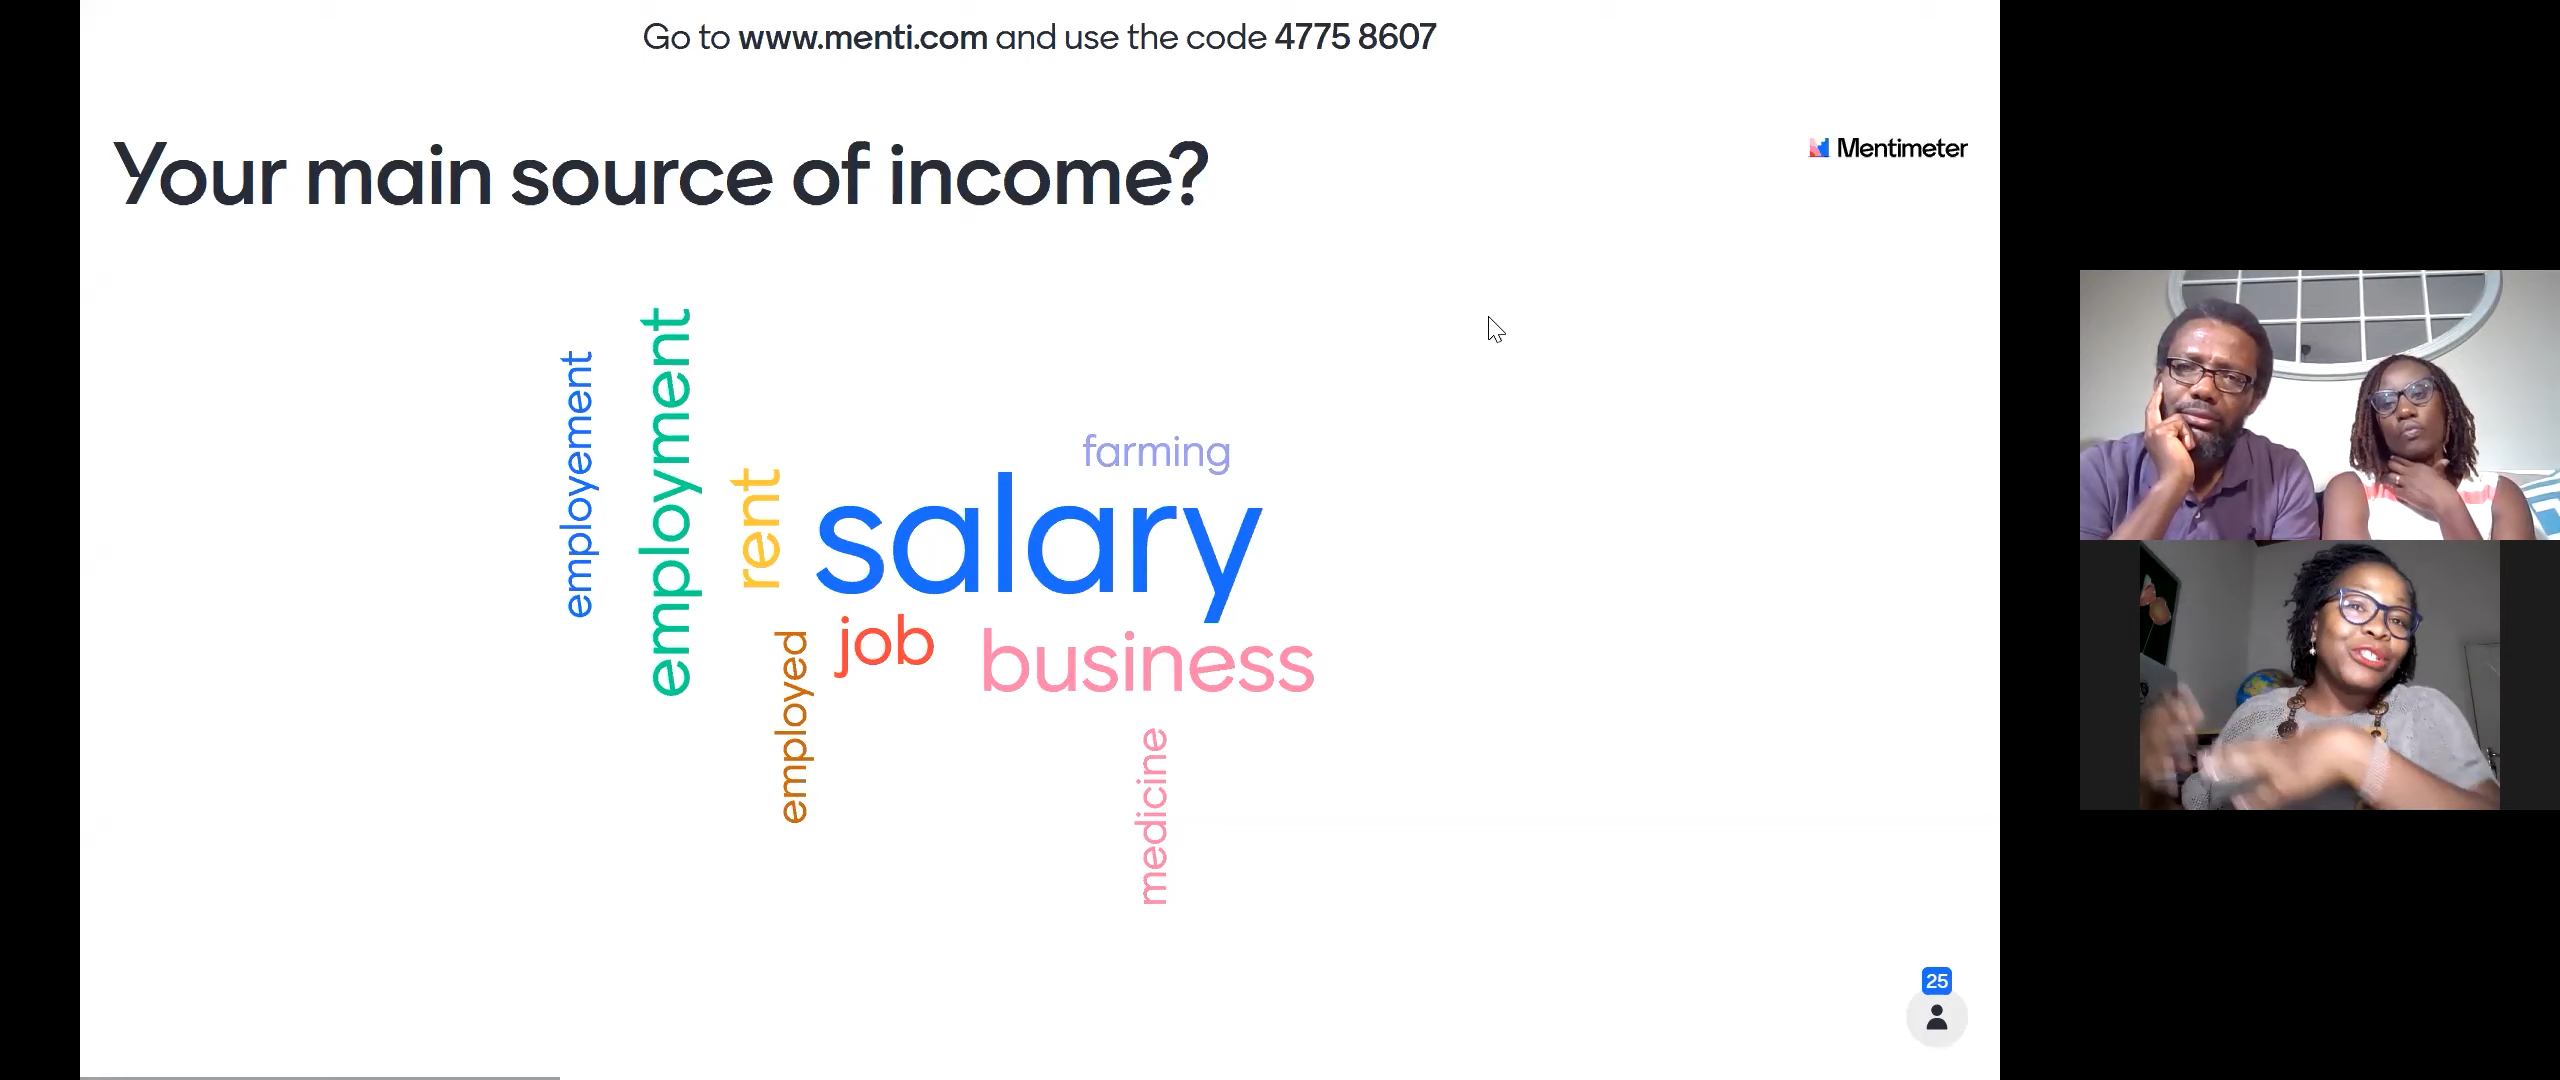 Go to www.menti.com and use the code 4775 8607
Your main source of income?
Mentimeter
employement
employment
rent
farming
salary
job
business
employed
medicine
25